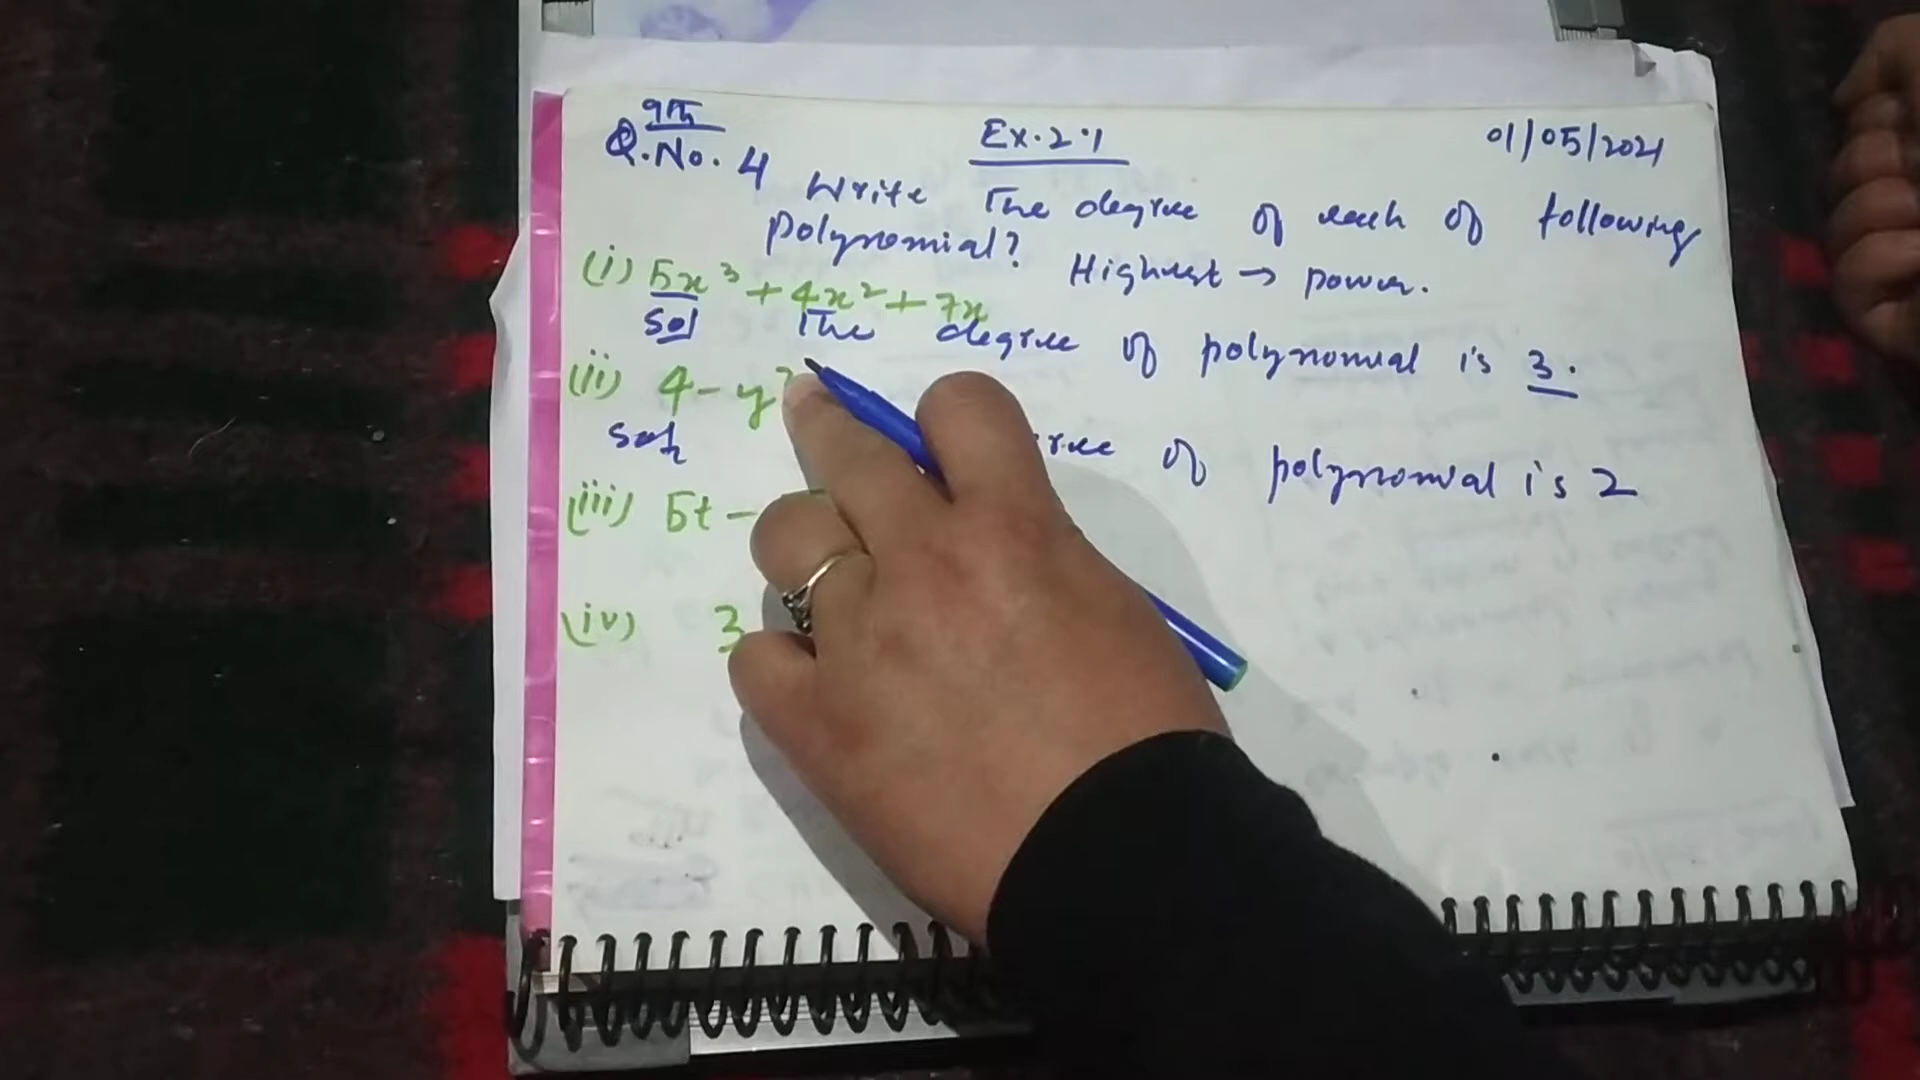 9th Ex.2.1 01/05/2021
Q.No. 4 Write The degree of each of following
polynomial? Highest → power.
(i) 5x³ + 4x² + 7x
Sol The degree of polynomial is 3.
(ii) 4 - y²
Sol of polynomial is 2
(iii) 5t -
(iv) 3